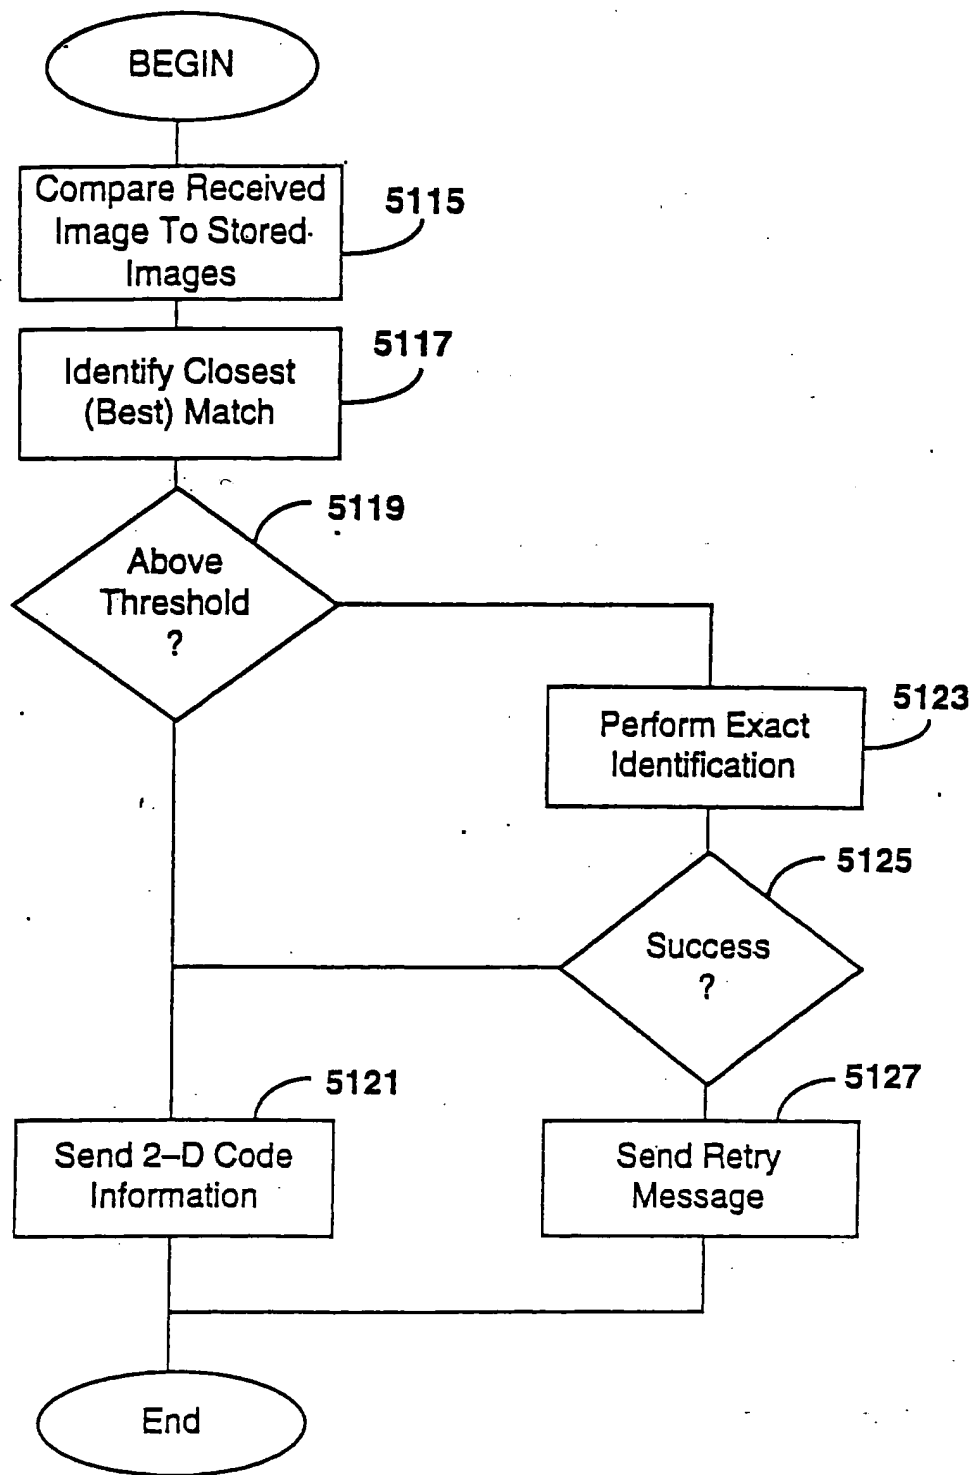 BEGIN
Compare Received
Image To Stored
Images
5115
Identify Closest
(Best) Match
5117
Above
Threshold
?
5119
Perform Exact
Identification
5123
Success
?
5125
Send 2–D Code
Information
5121
Send Retry
Message
5127
End